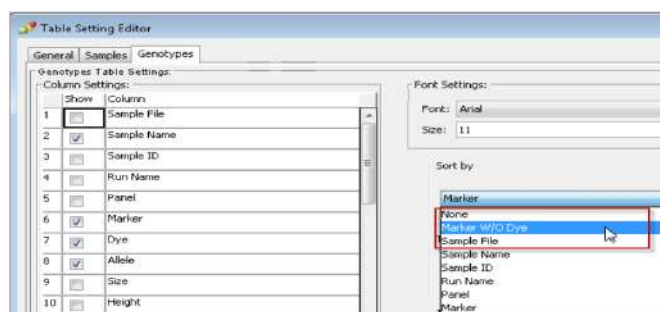 Table Setting Editor
General Samples Genotypes
Genotypes Table Settings:
Column Settings:
Show Column
1 Sample File
2 Sample Name
3 Sample ID
4 Run Name
5 Panel
6 Marker
7 Dye
8 Allele
9 Size
10 Height
Font Settings:
Font: Arial
Size: 11
Sort by
Marker
None
Marker W/O Dye
Sample File
Sample Name
Sample ID
Run Name
Panel
Marker